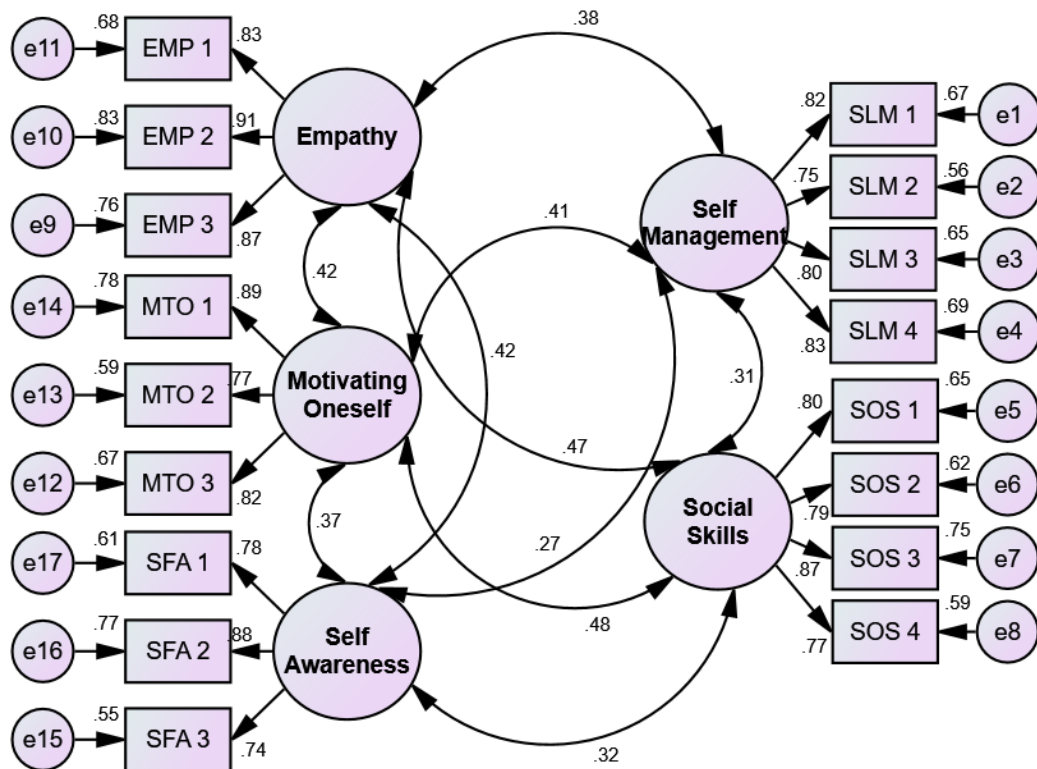 e11
.68
EMP 1
.83
e10
.83
EMP 2
.91
e9
.76
EMP 3
.87
e14
.78
MTO 1
.89
e13
.59
MTO 2
.77
e12
.67
MTO 3
.82
e17
.61
SFA 1
.78
e16
.77
SFA 2
.88
e15
.55
SFA 3
.74
Empathy
Motivating
Oneself
Self
Awareness
.38
.41
.42
.42
.47
.37
.27
.48
.32
.31
Self
Management
Social
Skills
.82
SLM 1
.67
e1
.75
SLM 2
.56
e2
SLM 3
.65
e3
.80
SLM 4
.69
e4
.83
.80
SOS 1
.65
e5
SOS 2
.62
e6
.79
SOS 3
.75
e7
.87
SOS 4
.59
e8
.77